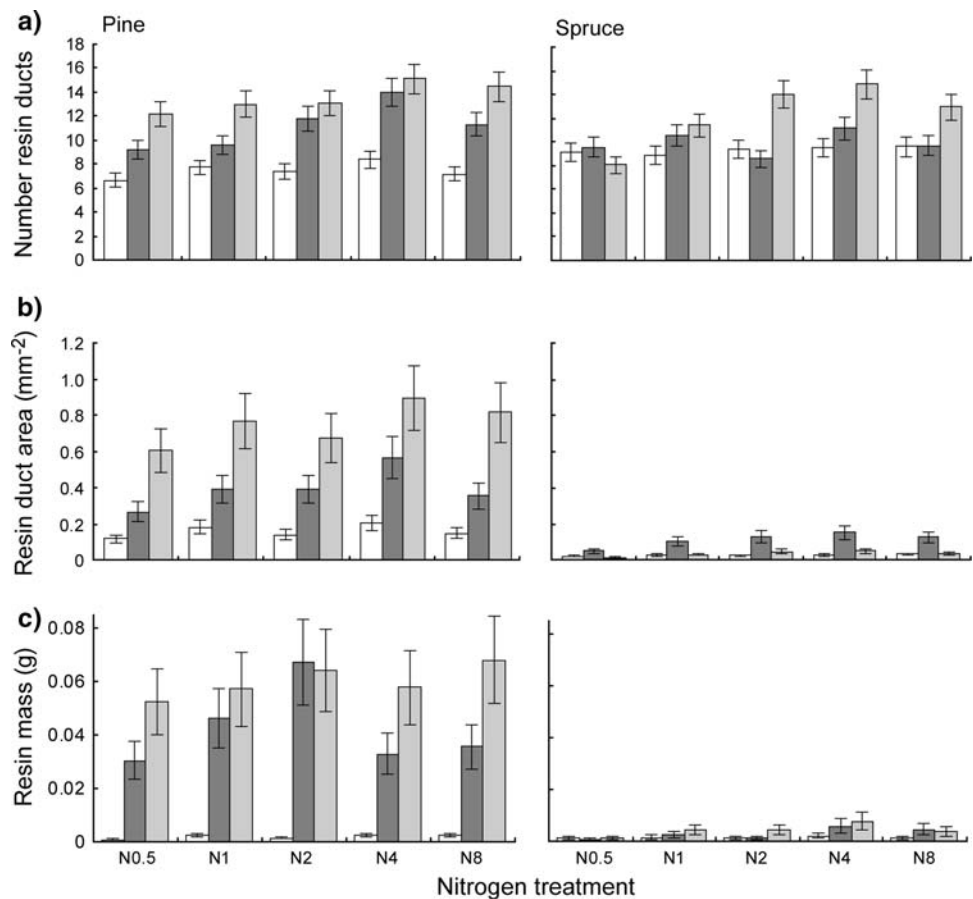 a)
Pine
Spruce
Number resin ducts
18
16
14
12
10
8
6
4
2
0
b)
Resin duct area (mm⁻²)
1.2
1.0
0.8
0.6
0.4
0.2
0
c)
Resin mass (g)
0.08
0.06
0.04
0.02
0
N0.5 N1 N2 N4 N8
N0.5 N1 N2 N4 N8
Nitrogen treatment